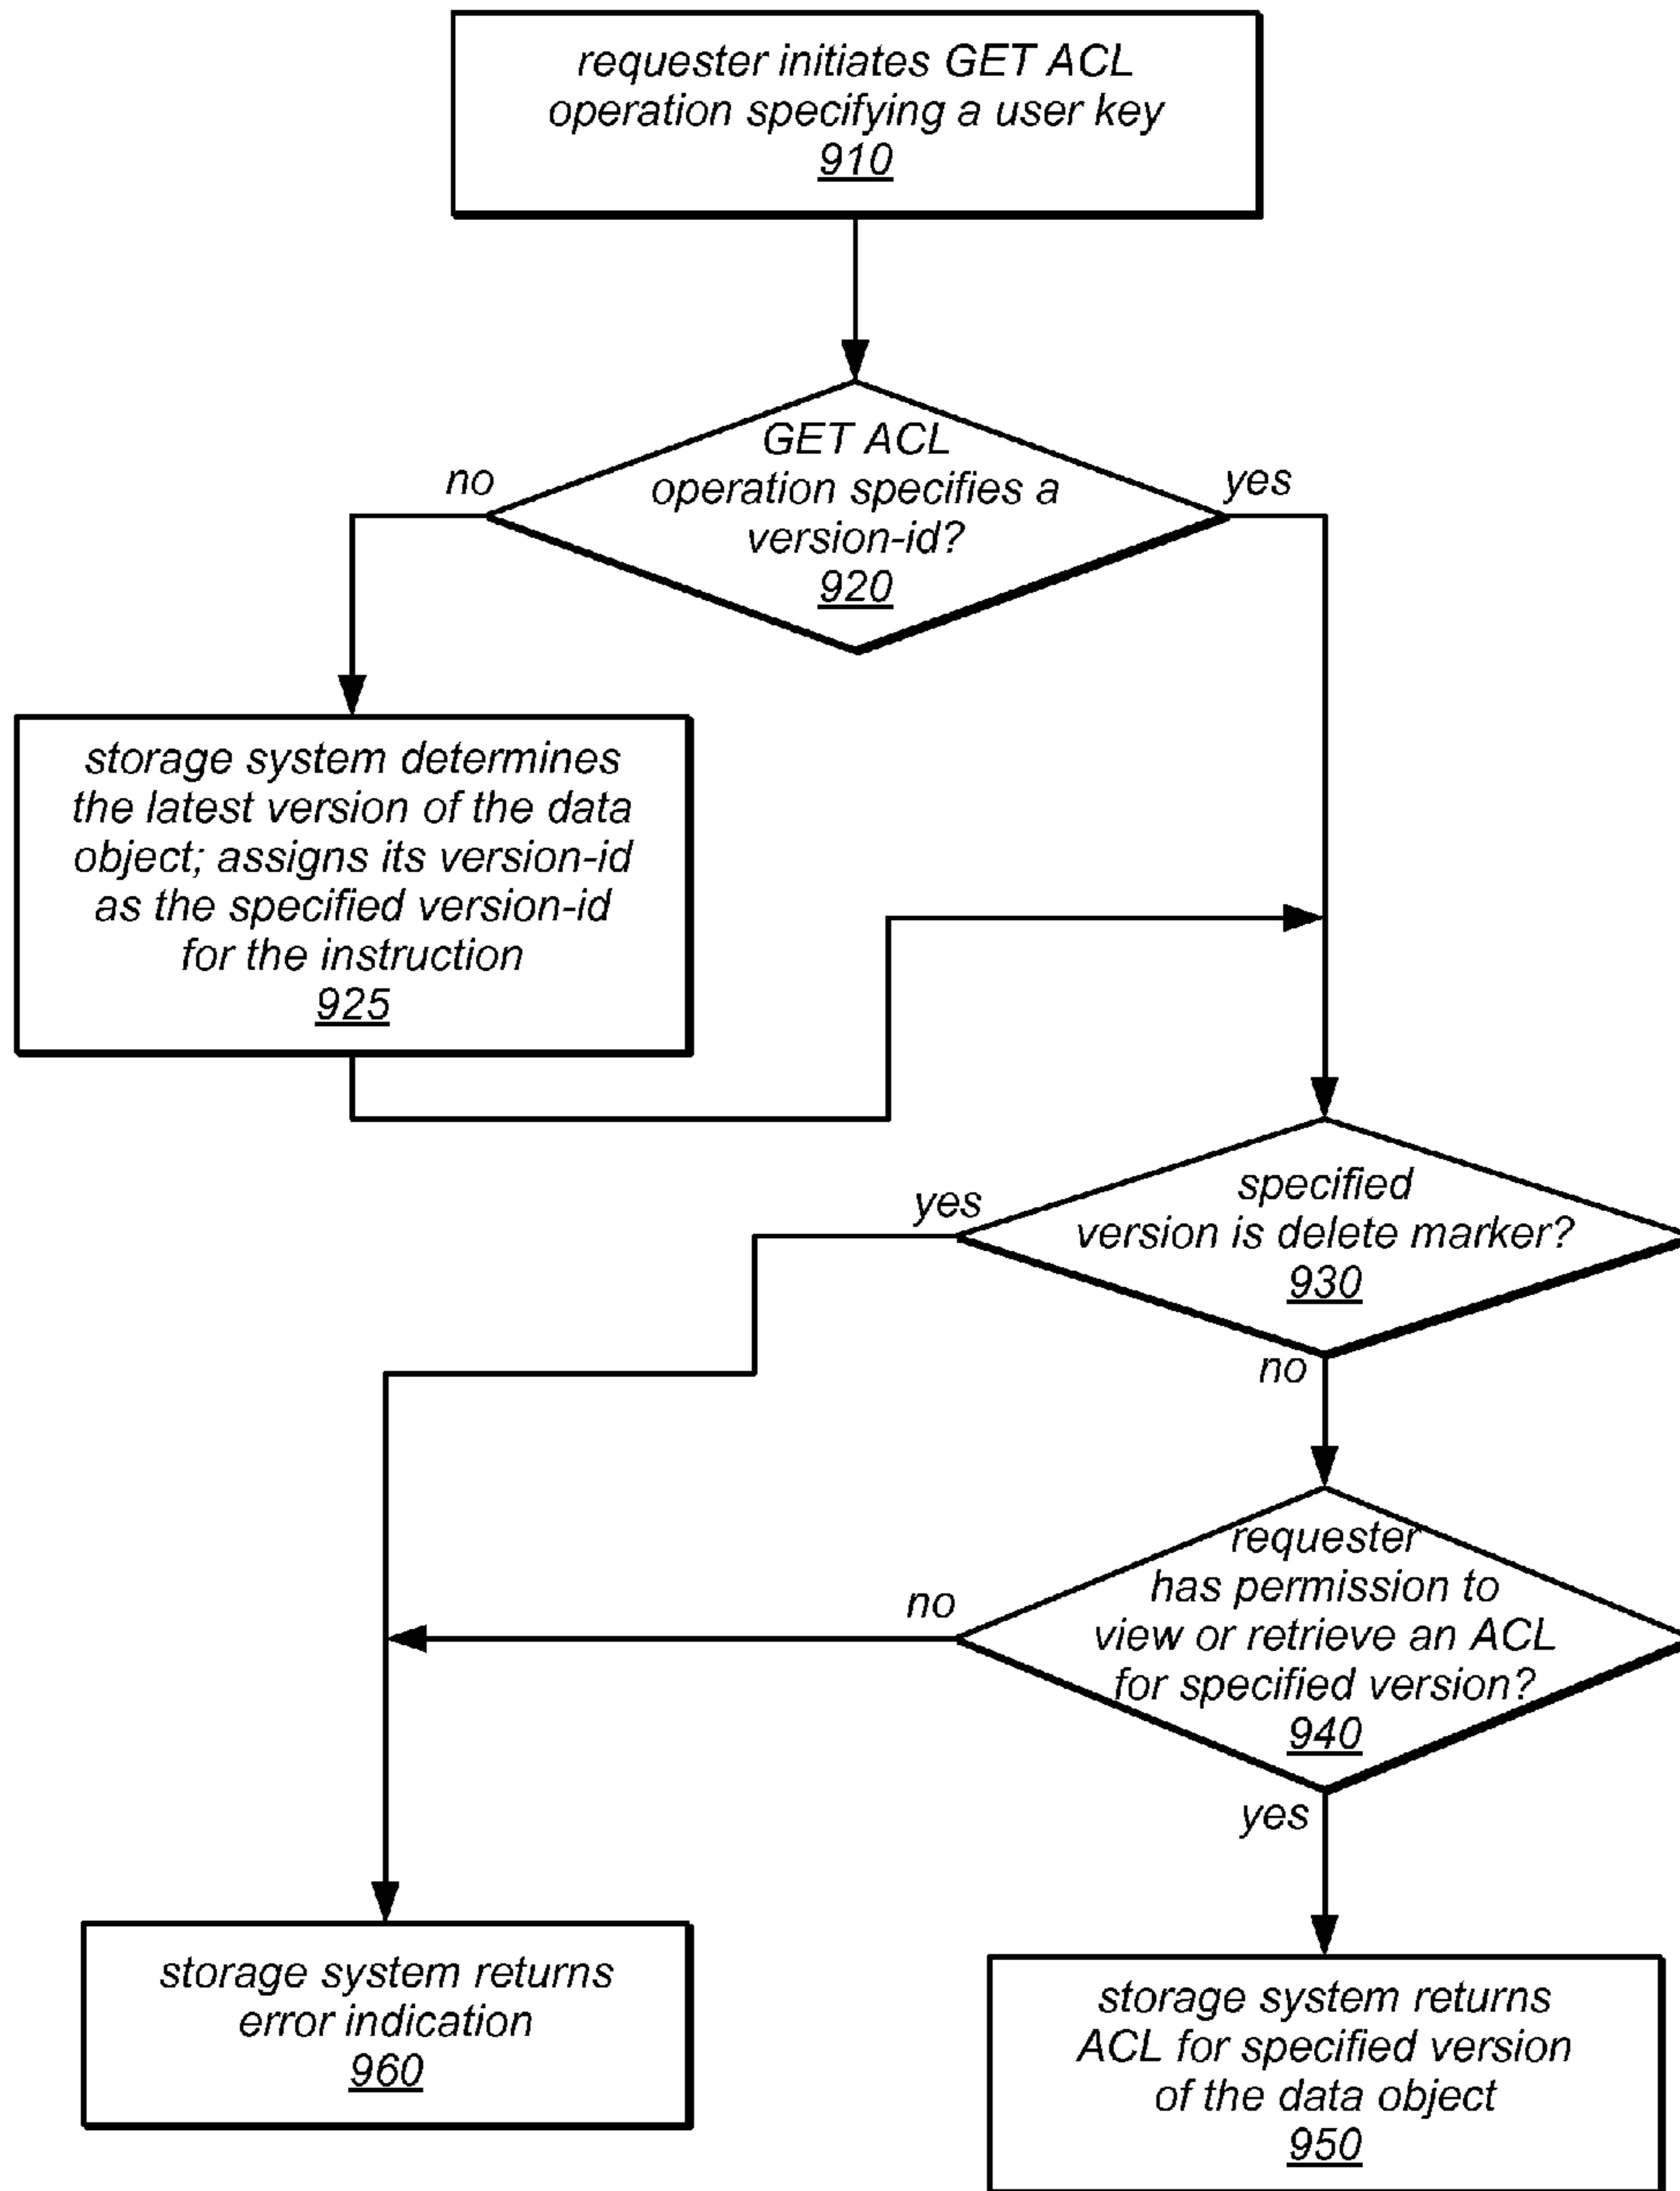 requester initiates GET ACL
operation specifying a user key
910
GET ACL
operation specifies a
version-id?
920
no
yes
storage system determines
the latest version of the data
object; assigns its version-id
as the specified version-id
for the instruction
925
specified
version is delete marker?
930
yes
no
requester
has permission to
view or retrieve an ACL
for specified version?
940
no
yes
storage system returns
error indication
960
storage system returns
ACL for specified version
of the data object
950